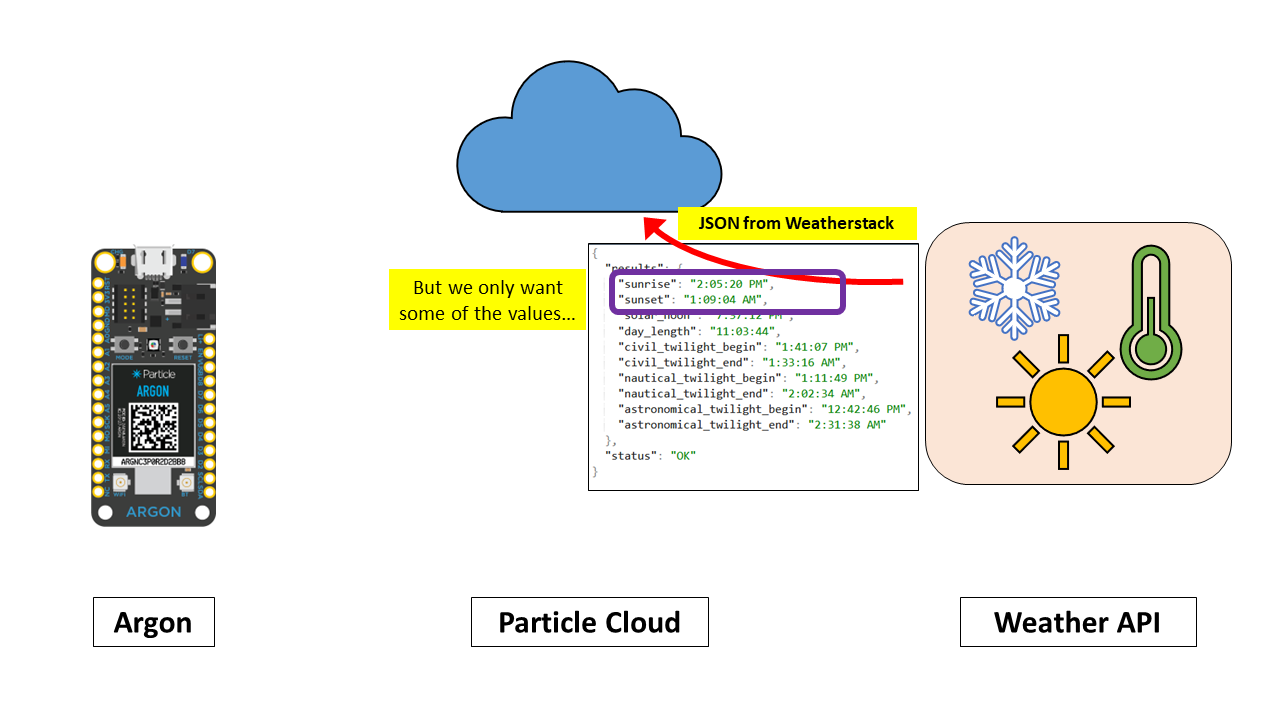 JSON from Weatherstack
But we only want
some of the values...
{
"results": {
"sunrise": "2:05:20 PM",
"sunset": "1:09:04 AM",
"solar_noon": "7:37:12 PM",
"day_length": "11:03:44",
"civil_twilight_begin": "1:41:07 PM",
"civil_twilight_end": "1:33:16 AM",
"nautical_twilight_begin": "1:11:49 PM",
"nautical_twilight_end": "2:02:34 AM",
"astronomical_twilight_begin": "12:42:46 PM",
"astronomical_twilight_end": "2:31:38 AM"
},
"status": "OK"
}
MODE
RESET
Particle
ARGON
ARGNC3P0R2D2BB8
WiFi
BT
ARGON
Argon
Particle Cloud
Weather API